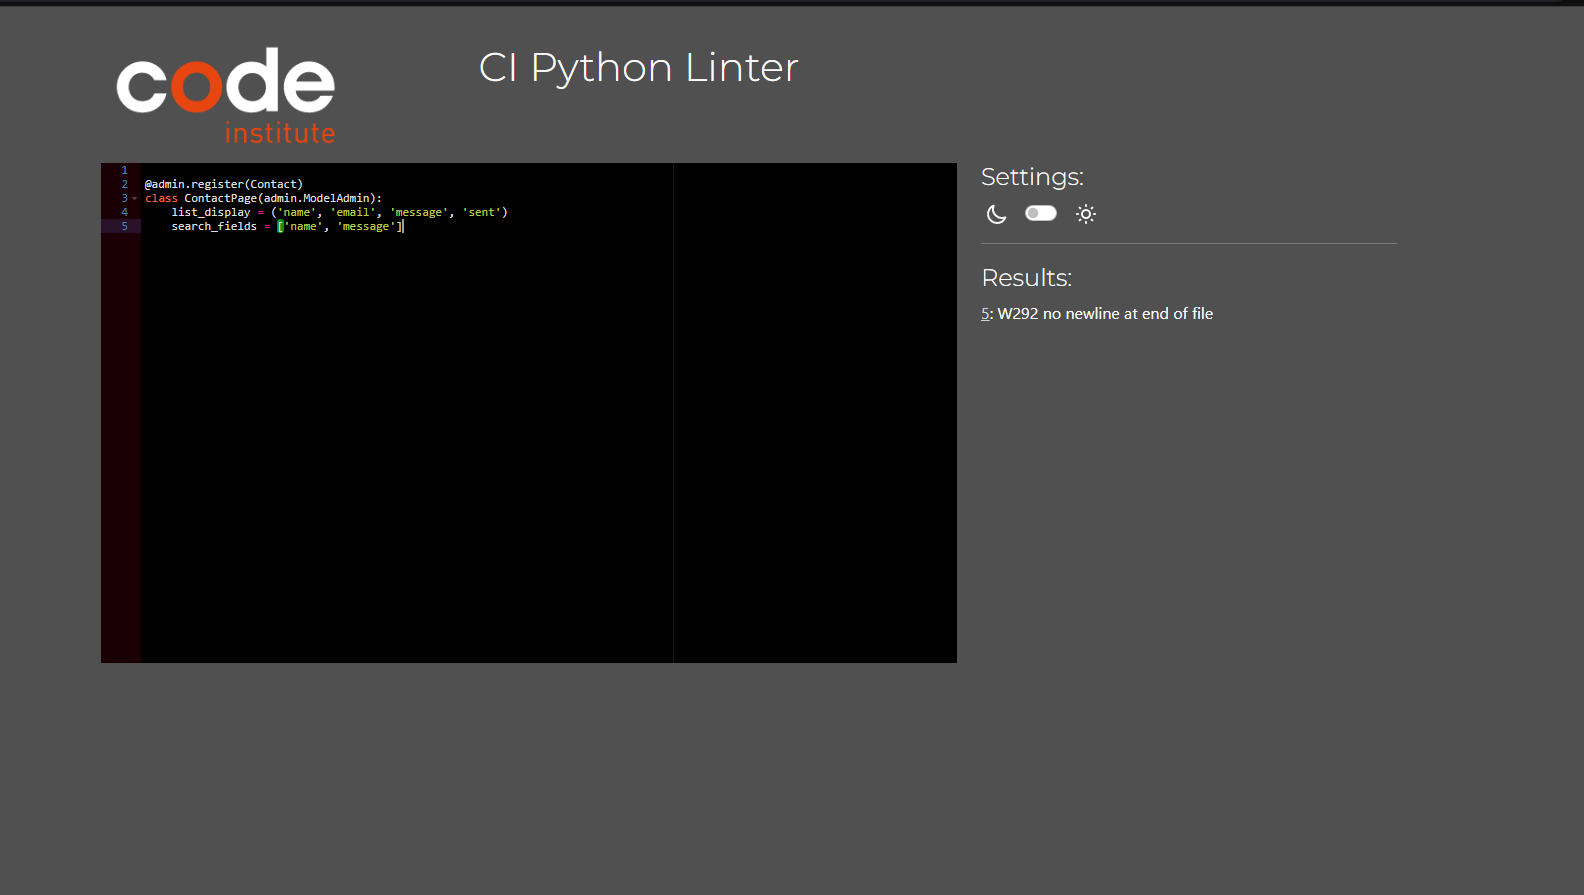 code
institute
CI Python Linter
1
2 @admin.register(Contact)
3 class ContactPage(admin.ModelAdmin):
4 list_display = ('name', 'email', 'message', 'sent')
5 search_fields = ['name', 'message']
Settings:
Results:
5: W292 no newline at end of file